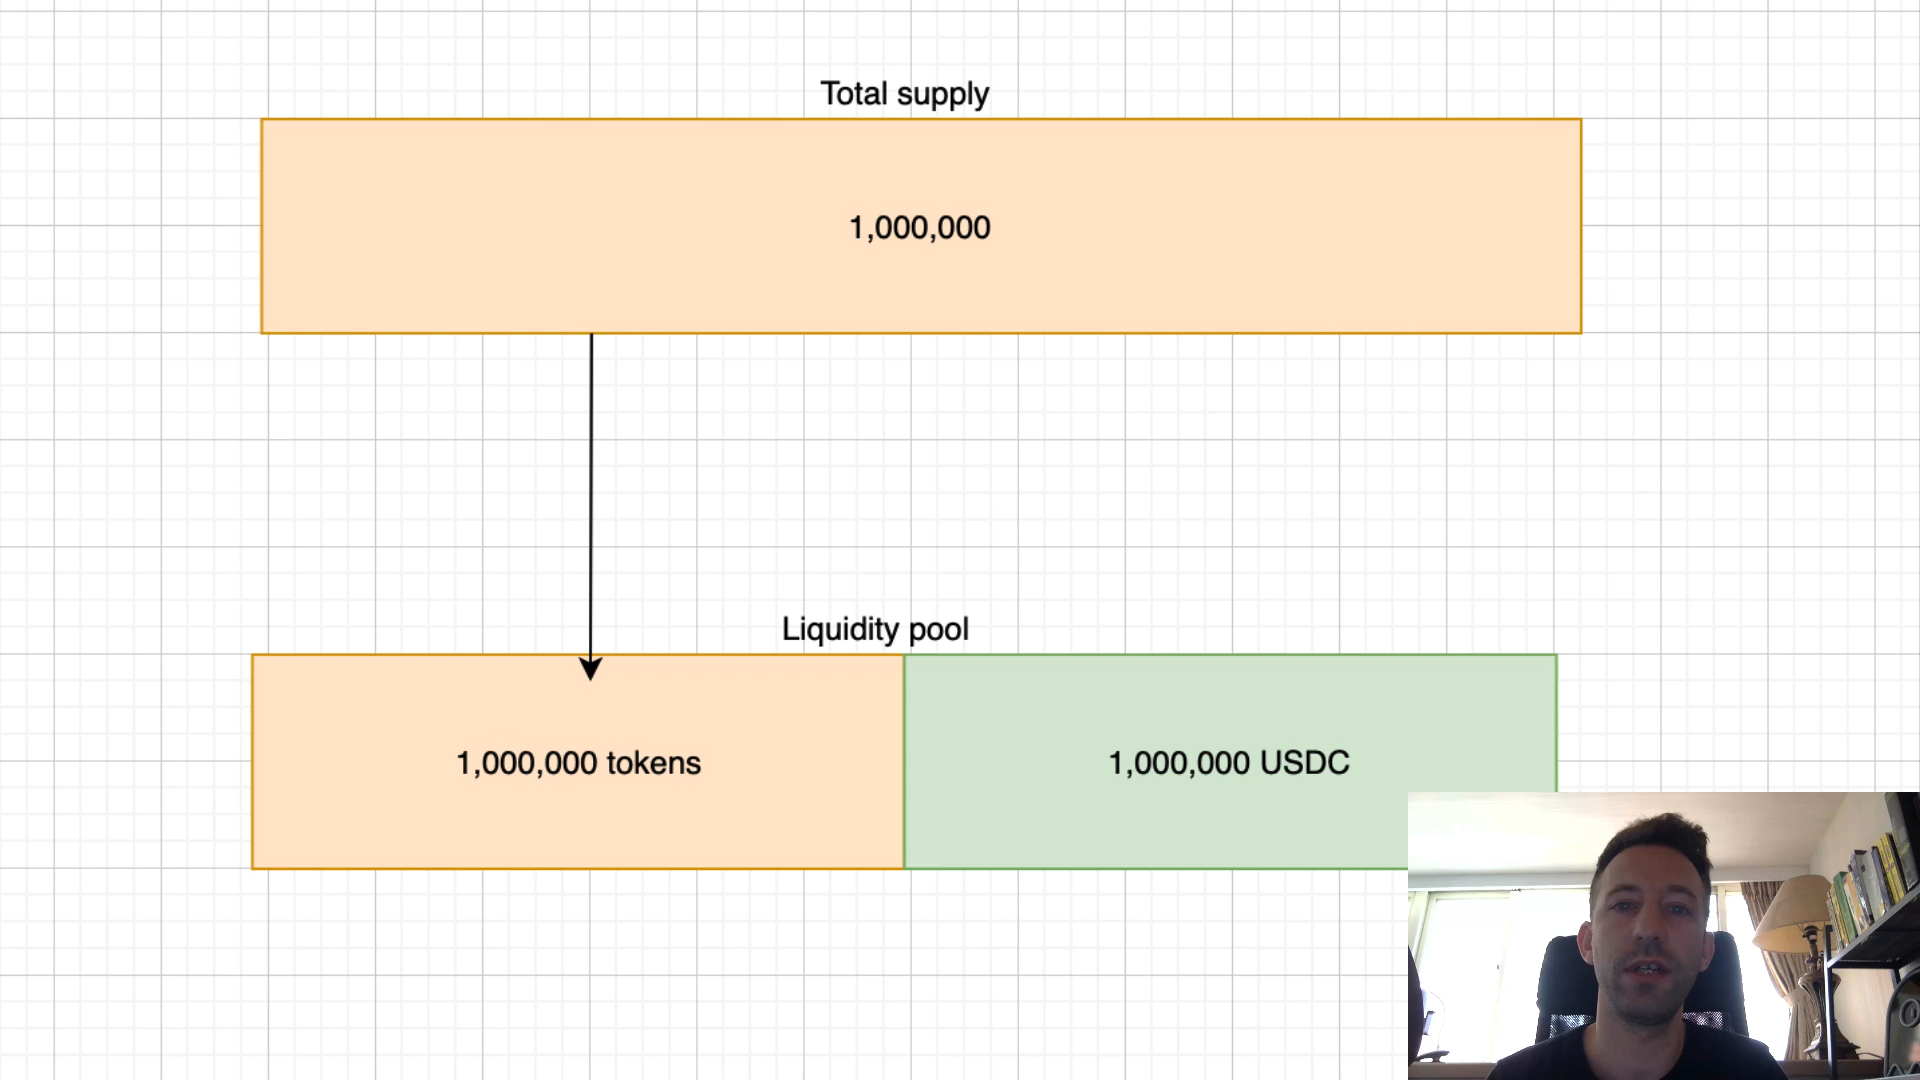 Total supply
1,000,000
Liquidity pool
1,000,000 tokens
1,000,000 USDC